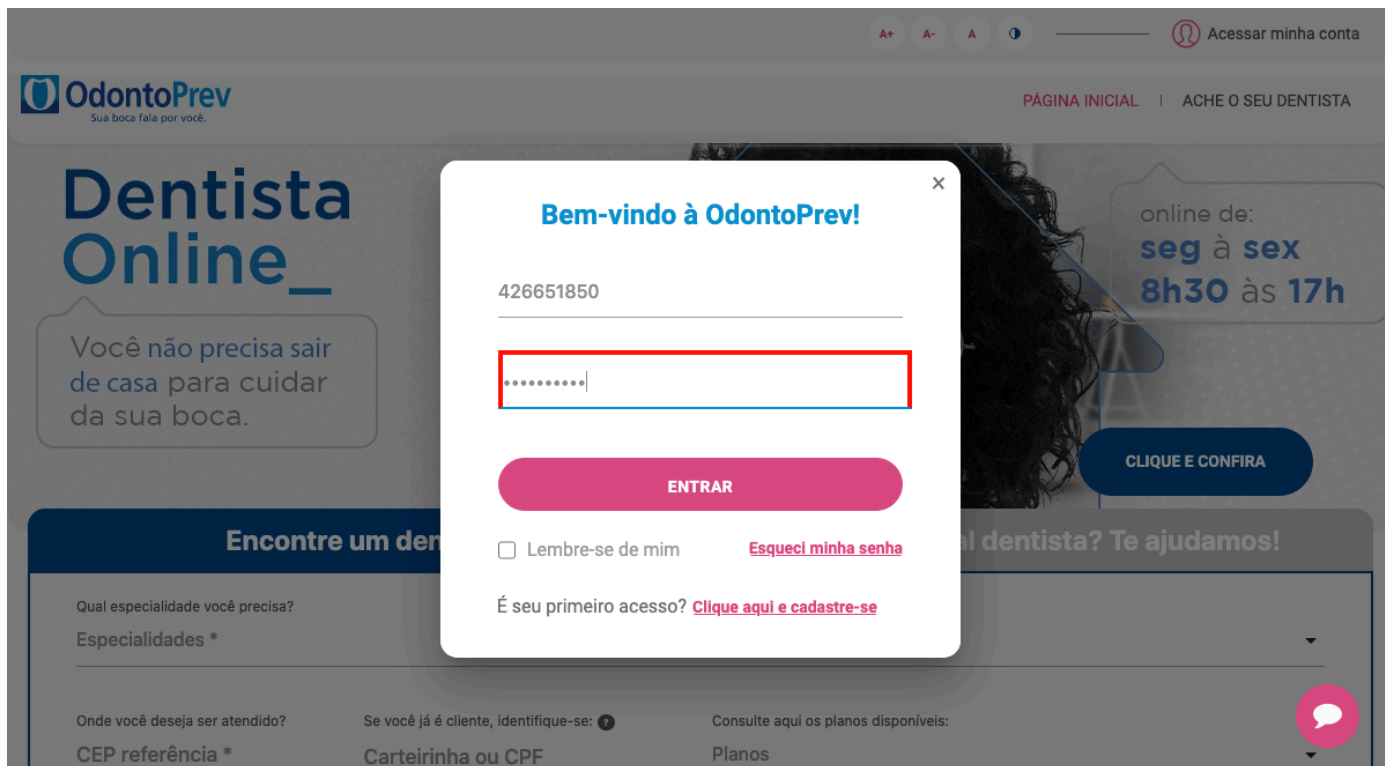 A+ A- A Acessar minha conta
OdontoPrev
Sua boca fala por você.
PÁGINA INICIAL | ACHE O SEU DENTISTA
Dentista
Online_
Você não precisa sair
de casa para cuidar
da sua boca.
online de:
seg à sex
8h30 às 17h
CLIQUE E CONFIRA
×
Bem-vindo à OdontoPrev!
426651850
••••••••••
ENTRAR
Lembre-se de mim Esqueci minha senha
É seu primeiro acesso? Clique aqui e cadastre-se
Encontre um den
al dentista? Te ajudamos!
Qual especialidade você precisa?
Especialidades *
Onde você deseja ser atendido? Se você já é cliente, identifique-se: ? Consulte aqui os planos disponíveis:
CEP referência * Carteirinha ou CPF Planos